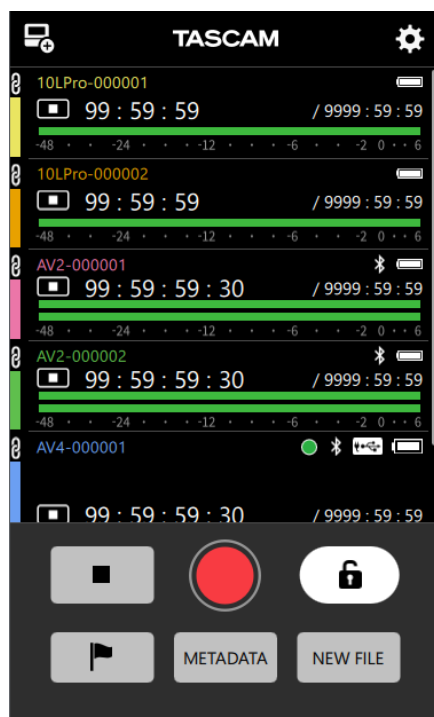 TASCAM
10LPro-000001
99 : 59 : 59 / 9999 : 59 : 59
-48 · · -24 · · -12 · · · -6 · · -2 0 · · 6
10LPro-000002
99 : 59 : 59 / 9999 : 59 : 59
-48 · · -24 · · -12 · · · -6 · · -2 0 · · 6
AV2-000001
99 : 59 : 59 : 30 / 9999 : 59 : 59
-48 · · -24 · · -12 · · · -6 · · -2 0 · · 6
AV2-000002
99 : 59 : 59 : 30 / 9999 : 59 : 59
-48 · · -24 · · -12 · · · -6 · · -2 0 · · 6
AV4-000001
99 : 59 : 59 : 30 / 9999 : 59 : 59
METADATA NEW FILE